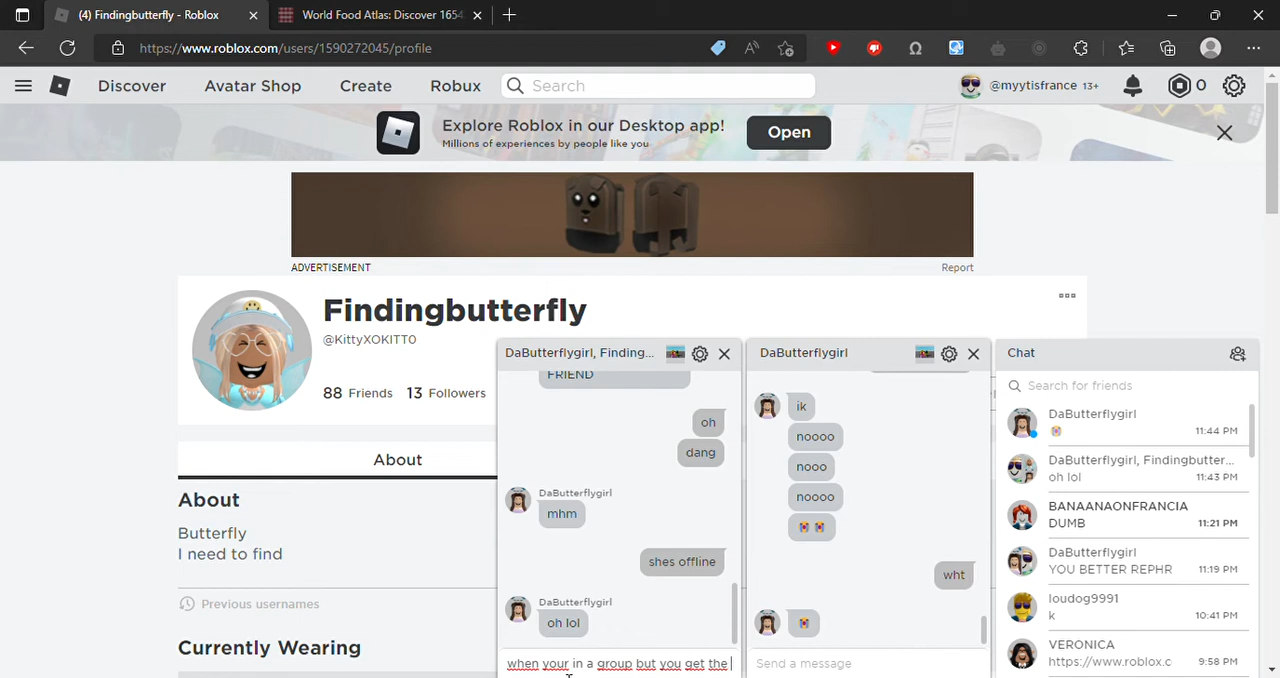 (4) Findingbutterfly - Roblox
World Food Atlas: Discover 1654
https://www.roblox.com/users/1590272045/profile
Discover
Avatar Shop
Create
Robux
Search
@myytisfrance 13+
0
Explore Roblox in our Desktop app!
Millions of experiences by people like you
Open
ADVERTISEMENT
Report
Findingbutterfly
@KittyXOKITT0
88 Friends
13 Followers
About
About
Butterfly
I need to find
Previous usernames
Currently Wearing
DaButterflygirl, Finding...
FRIEND
oh
dang
DaButterflygirl
mhm
shes offline
DaButterflygirl
oh lol
when your in a group but you get the
DaButterflygirl
ik
noooo
nooo
noooo
wht
Send a message
Chat
Search for friends
DaButterflygirl
11:44 PM
DaButterflygirl, Findingbutter...
oh lol
11:43 PM
BANAANAONFRANCIA
DUMB
11:21 PM
DaButterflygirl
YOU BETTER REPHR
11:19 PM
loudog9991
k
10:41 PM
VERONICA
https://www.roblox.c
9:58 PM